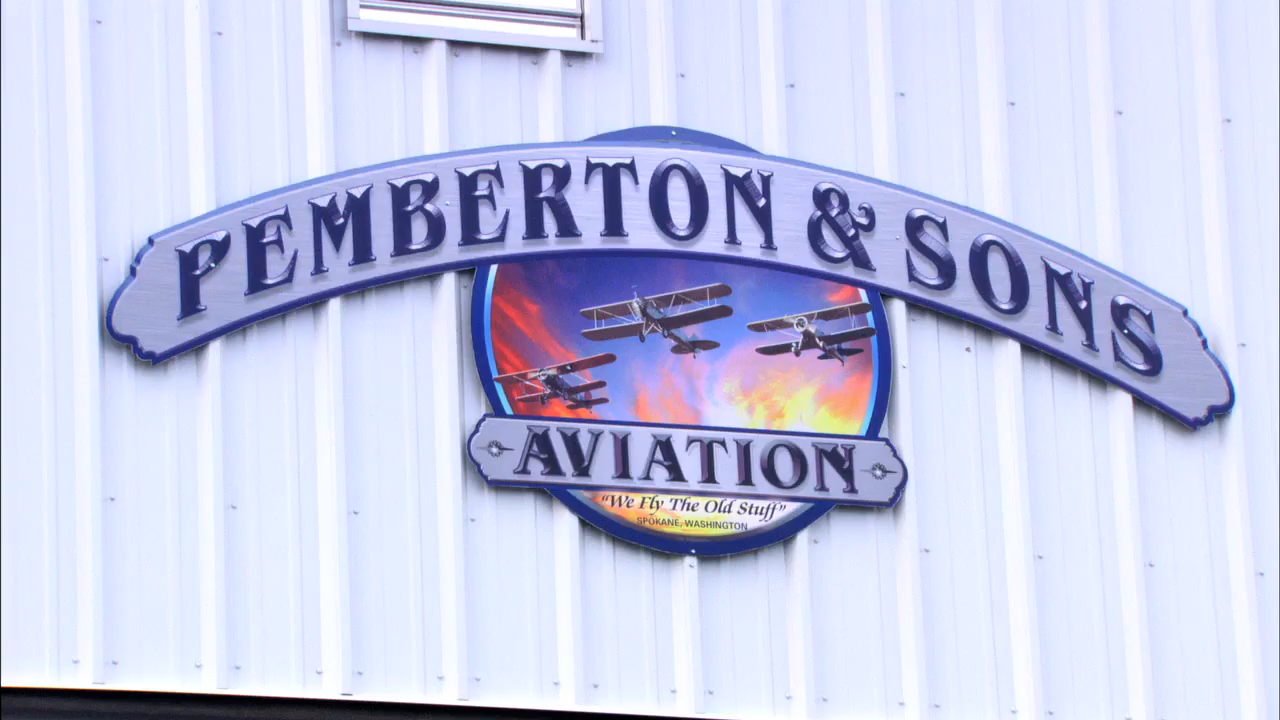 PEMBERTON & SONS
AVIATION
"We Fly The Old Stuff"
SPOKANE, WASHINGTON